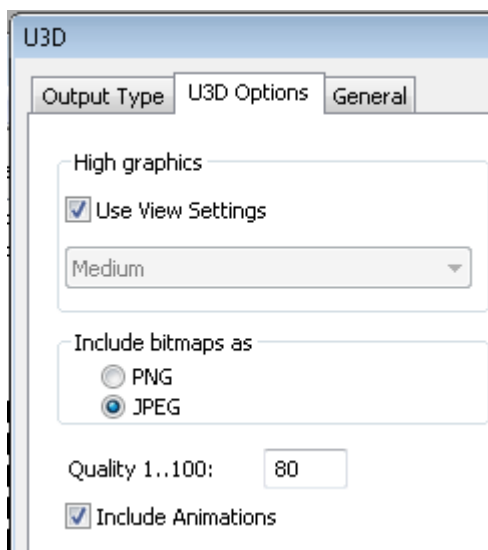 U3D
Output Type U3D Options General
High graphics
Use View Settings
Medium
Include bitmaps as
PNG
JPEG
Quality 1..100: 80
Include Animations